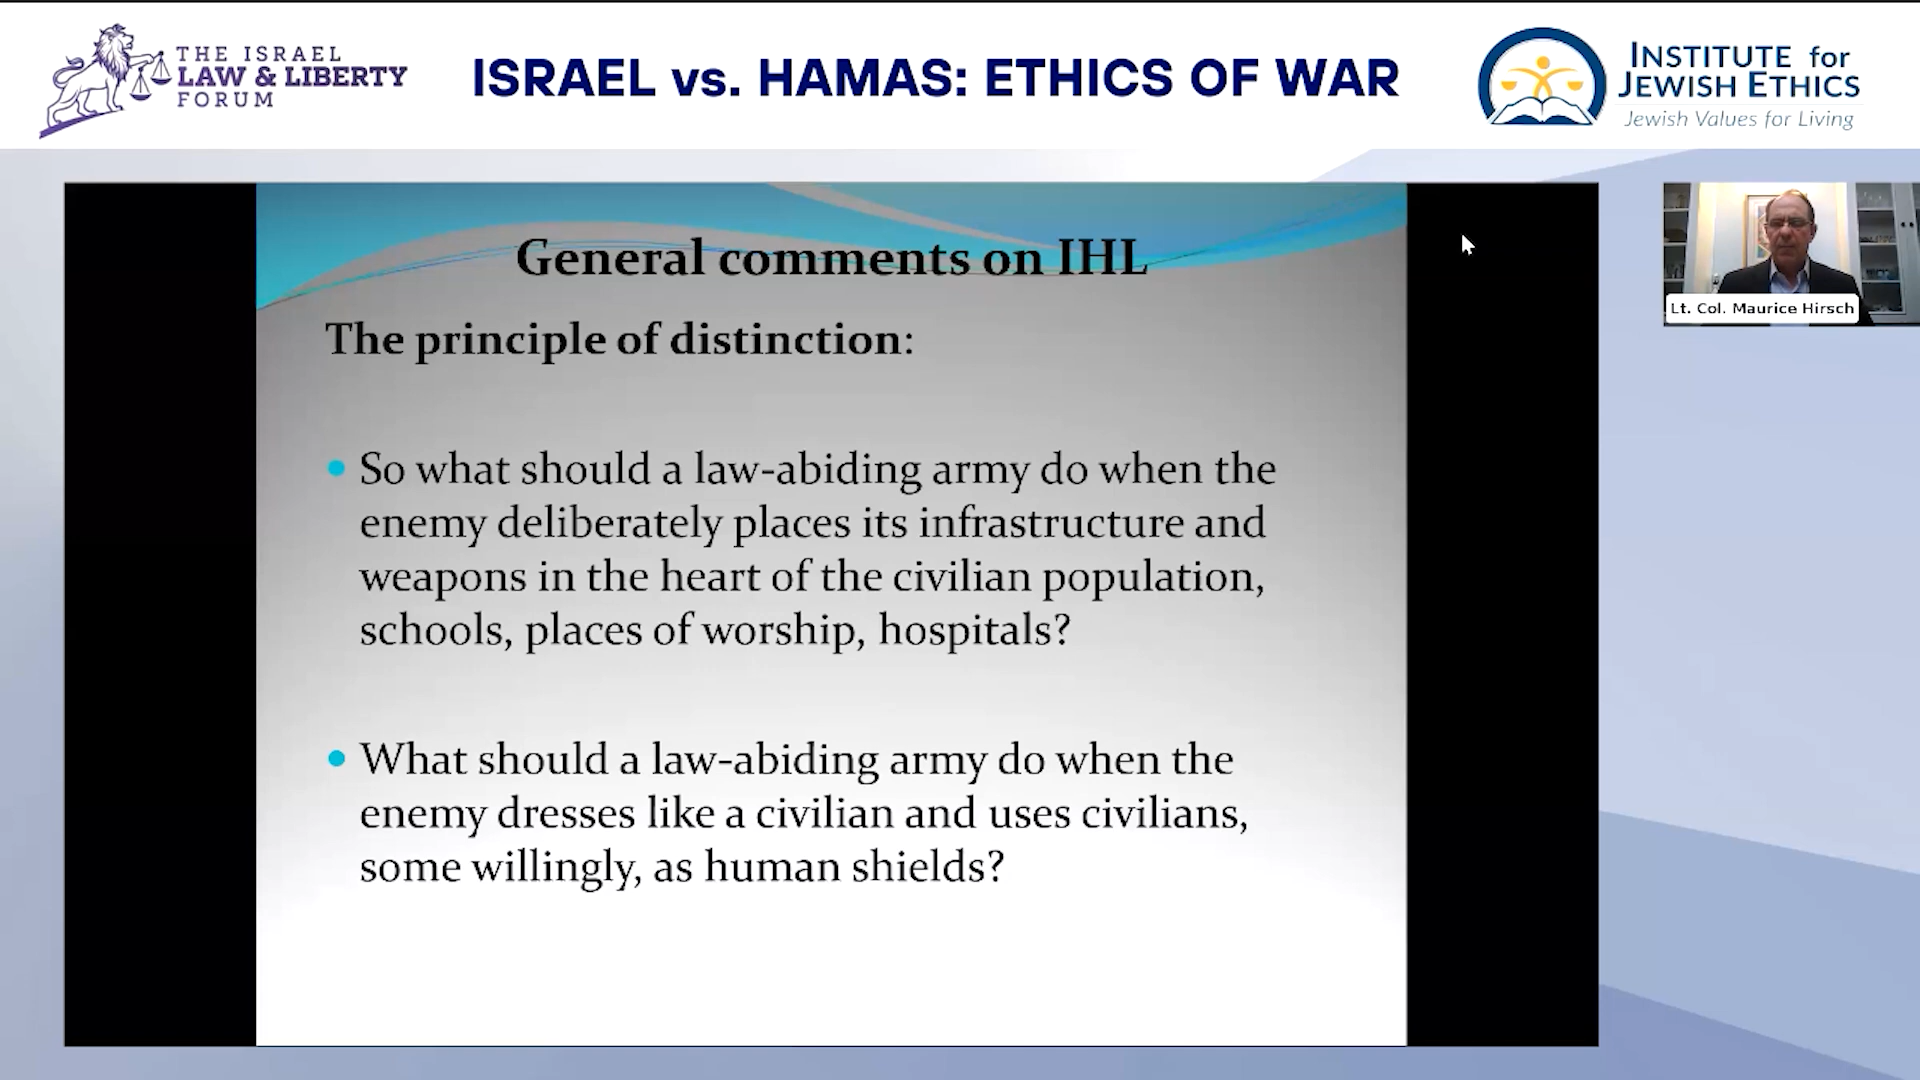 THE ISRAEL
LAW & LIBERTY
FORUM
ISRAEL vs. HAMAS: ETHICS OF WAR
INSTITUTE for
JEWISH ETHICS
Jewish Values for Living
General comments on IHL
The principle of distinction:
So what should a law-abiding army do when the
enemy deliberately places its infrastructure and
weapons in the heart of the civilian population,
schools, places of worship, hospitals?
What should a law-abiding army do when the
enemy dresses like a civilian and uses civilians,
some willingly, as human shields?
Lt. Col. Maurice Hirsch